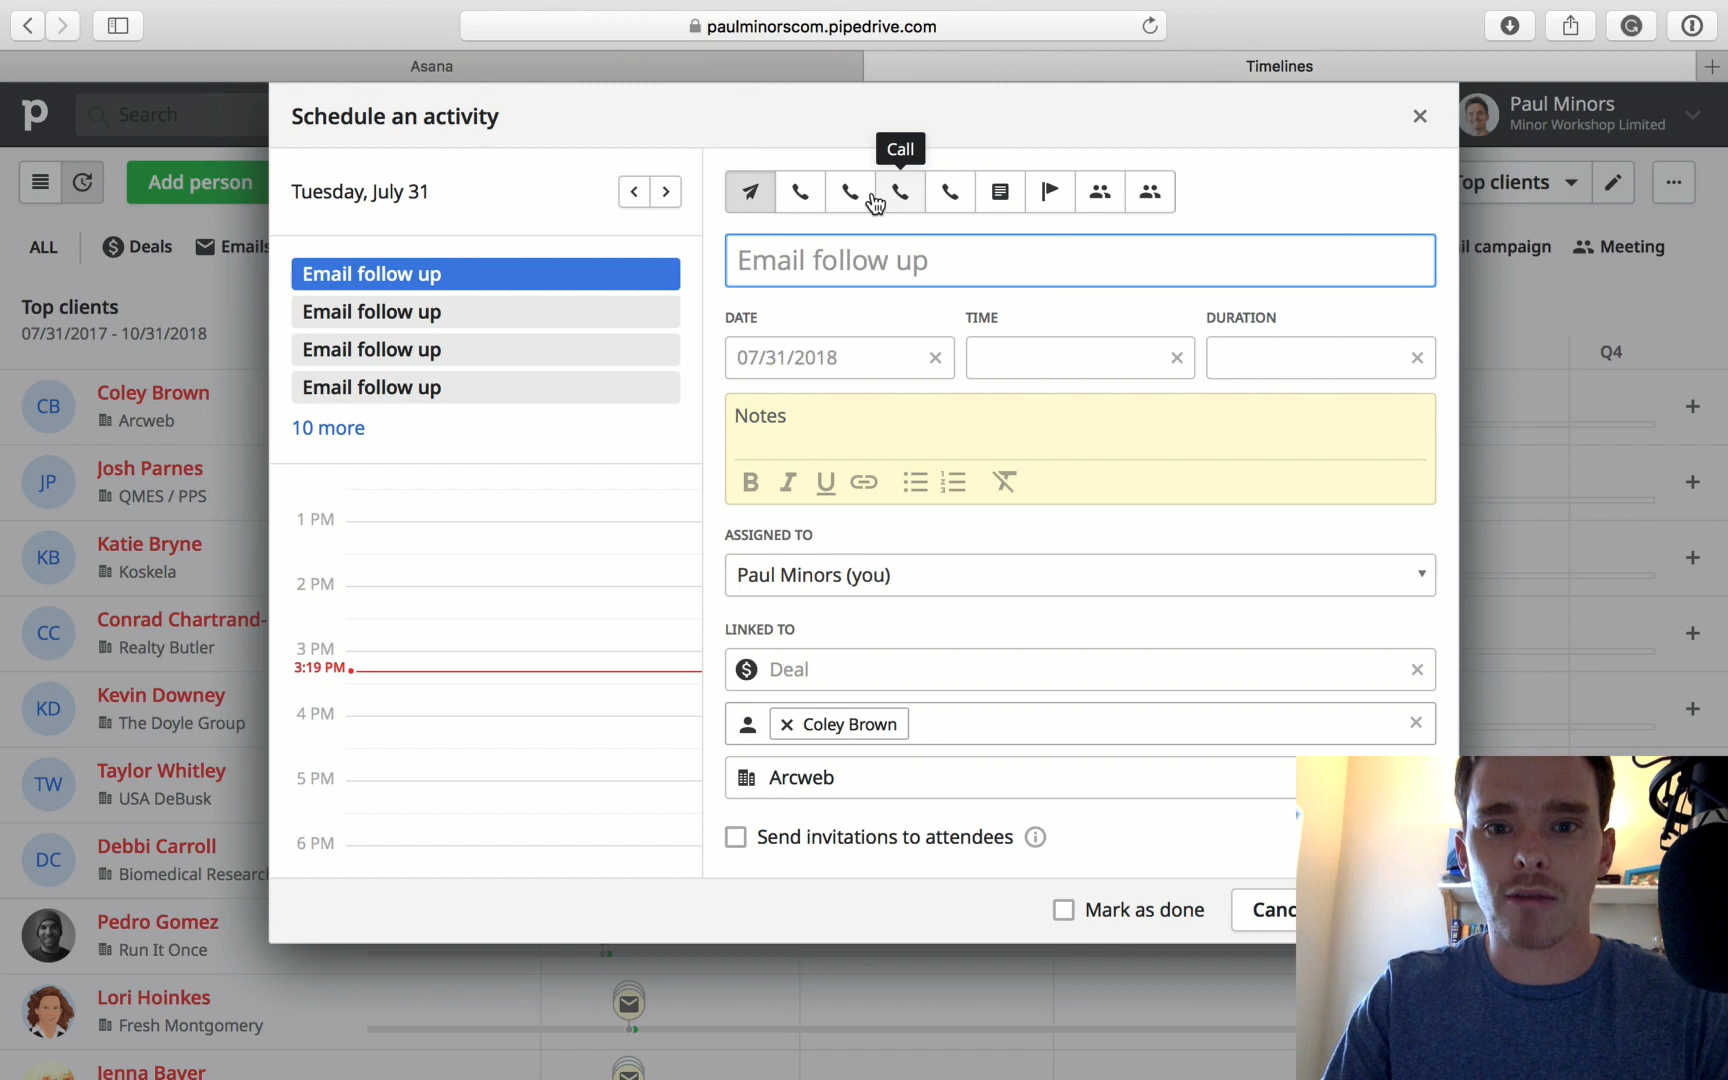 paulminorscom.pipedrive.com
Asana
Timelines
p
Search
Schedule an activity
Paul Minors
Minor Workshop Limited
Call
Add person
Tuesday, July 31
Top clients
ALL
Deals
Emails
campaign
Meeting
Email follow up
Email follow up
Email follow up
Email follow up
Email follow up
10 more
DATE
TIME
DURATION
07/31/2018
Top clients
07/31/2017 - 10/31/2018
Q4
Notes
B I U
CB
Coley Brown
Arcweb
JP
Josh Parnes
QMES / PPS
KB
Katie Bryne
Koskela
CC
Conrad Chartrand-
Realty Butler
KD
Kevin Downey
The Doyle Group
TW
Taylor Whitley
USA DeBusk
DC
Debbi Carroll
Biomedical Research
Pedro Gomez
Run It Once
Lori Hoinkes
Fresh Montgomery
Jenna Bayer
1 PM
2 PM
3 PM
3:19 PM
4 PM
5 PM
6 PM
ASSIGNED TO
Paul Minors (you)
LINKED TO
Deal
Coley Brown
Arcweb
Send invitations to attendees
Mark as done
Canc